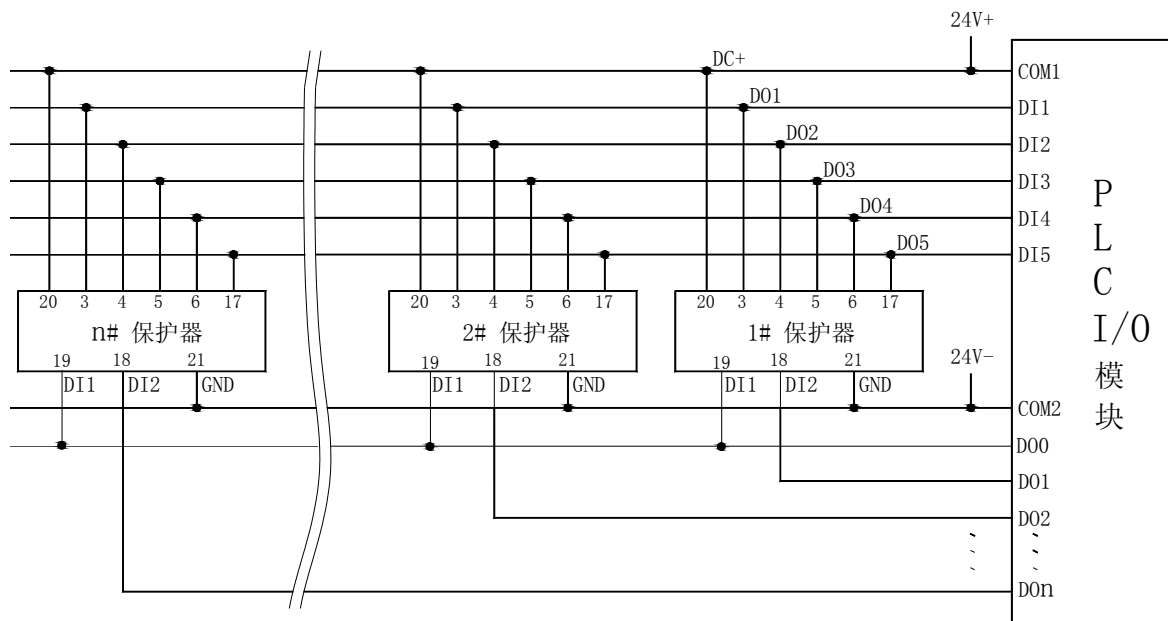 24V+
DC+
COM1
DO1
DI1
DO2
DI2
DO3
DI3
DO4
DI4
DO5
DI5
20 3 4 5 6 17
20 3 4 5 6 17
20 3 4 5 6 17
n# 保护器
2# 保护器
1# 保护器
19 18 21
19 18 21
19 18 21
24V-
DI1 DI2 GND
DI1 DI2 GND
DI1 DI2 GND
COM2
DO0
DO1
DO2
DOn
P
L
C
I/O
模
块